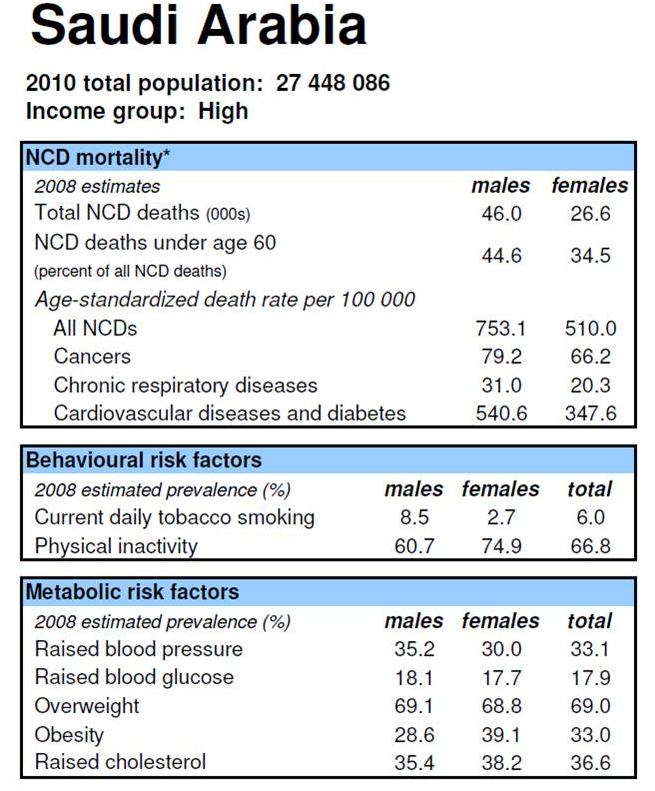 Saudi Arabia
2010 total population: 27 448 086
Income group: High
NCD mortality*
2008 estimates males females
Total NCD deaths (000s) 46.0 26.6
NCD deaths under age 60
(percent of all NCD deaths) 44.6 34.5
Age-standardized death rate per 100 000
All NCDs 753.1 510.0
Cancers 79.2 66.2
Chronic respiratory diseases 31.0 20.3
Cardiovascular diseases and diabetes 540.6 347.6
Behavioural risk factors
2008 estimated prevalence (%) males females total
Current daily tobacco smoking 8.5 2.7 6.0
Physical inactivity 60.7 74.9 66.8
Metabolic risk factors
2008 estimated prevalence (%) males females total
Raised blood pressure 35.2 30.0 33.1
Raised blood glucose 18.1 17.7 17.9
Overweight 69.1 68.8 69.0
Obesity 28.6 39.1 33.0
Raised cholesterol 35.4 38.2 36.6